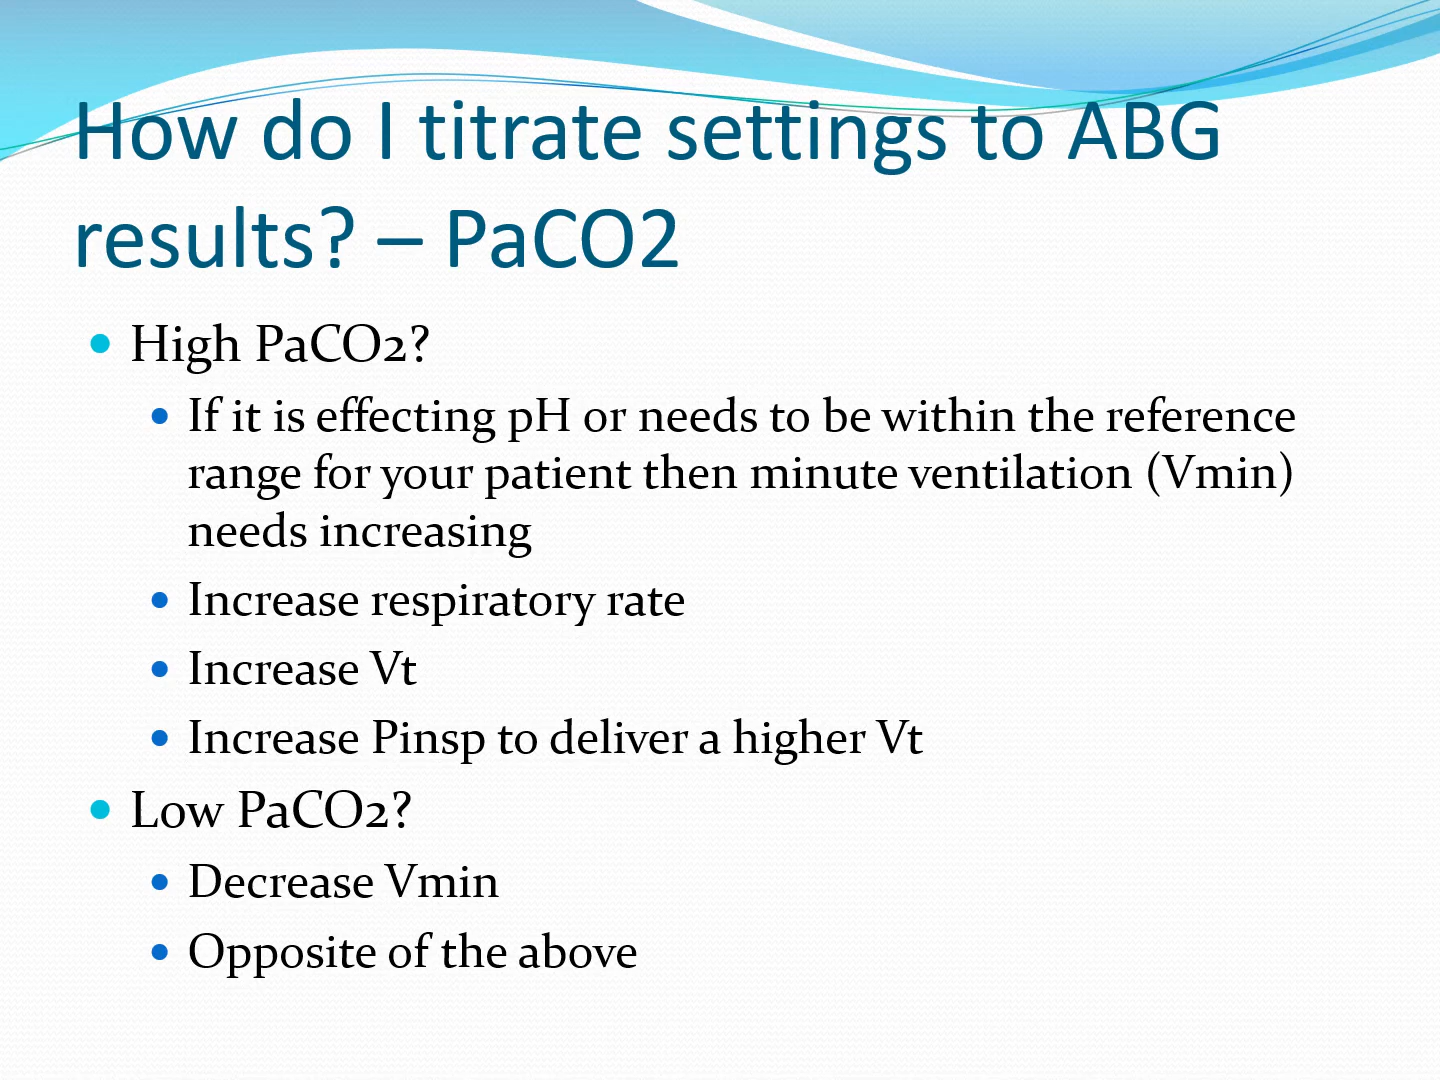 How do I titrate settings to ABG
results? – PaCO2
• High PaCO2?
• If it is effecting pH or needs to be within the reference
range for your patient then minute ventilation (Vmin)
needs increasing
• Increase respiratory rate
• Increase Vt
• Increase Pinsp to deliver a higher Vt
• Low PaCO2?
• Decrease Vmin
• Opposite of the above